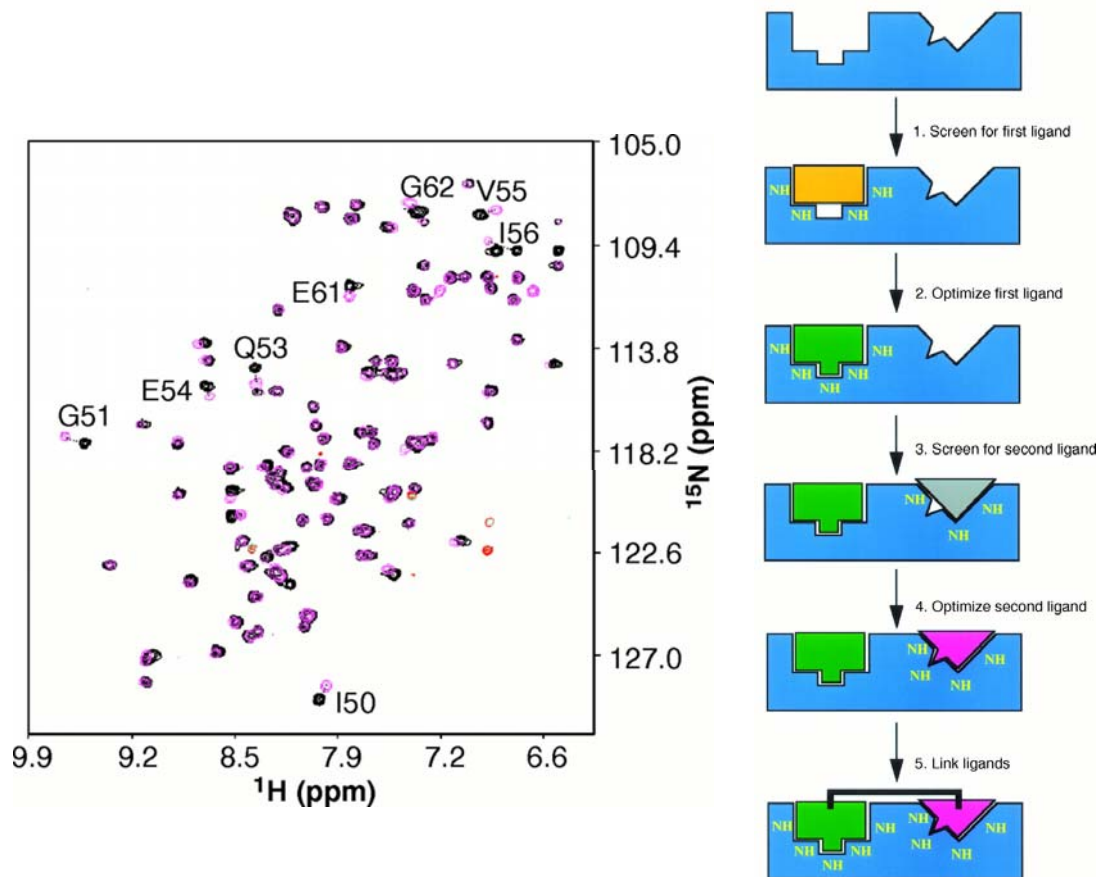 105.0
G62
V55
I56
109.4
E61
Q53
113.8
E54
G51
118.2
15N (ppm)
122.6
127.0
I50
9.9 9.2 8.5 7.9 7.2 6.6
1H (ppm)
1. Screen for first ligand
NH NH
NH NH
2. Optimize first ligand
NH NH
NH NH NH
3. Screen for second ligand
NH NH
NH
4. Optimize second ligand
NH NH
NH NH
5. Link ligands
NH NH NH NH
NH NH NH NH NH